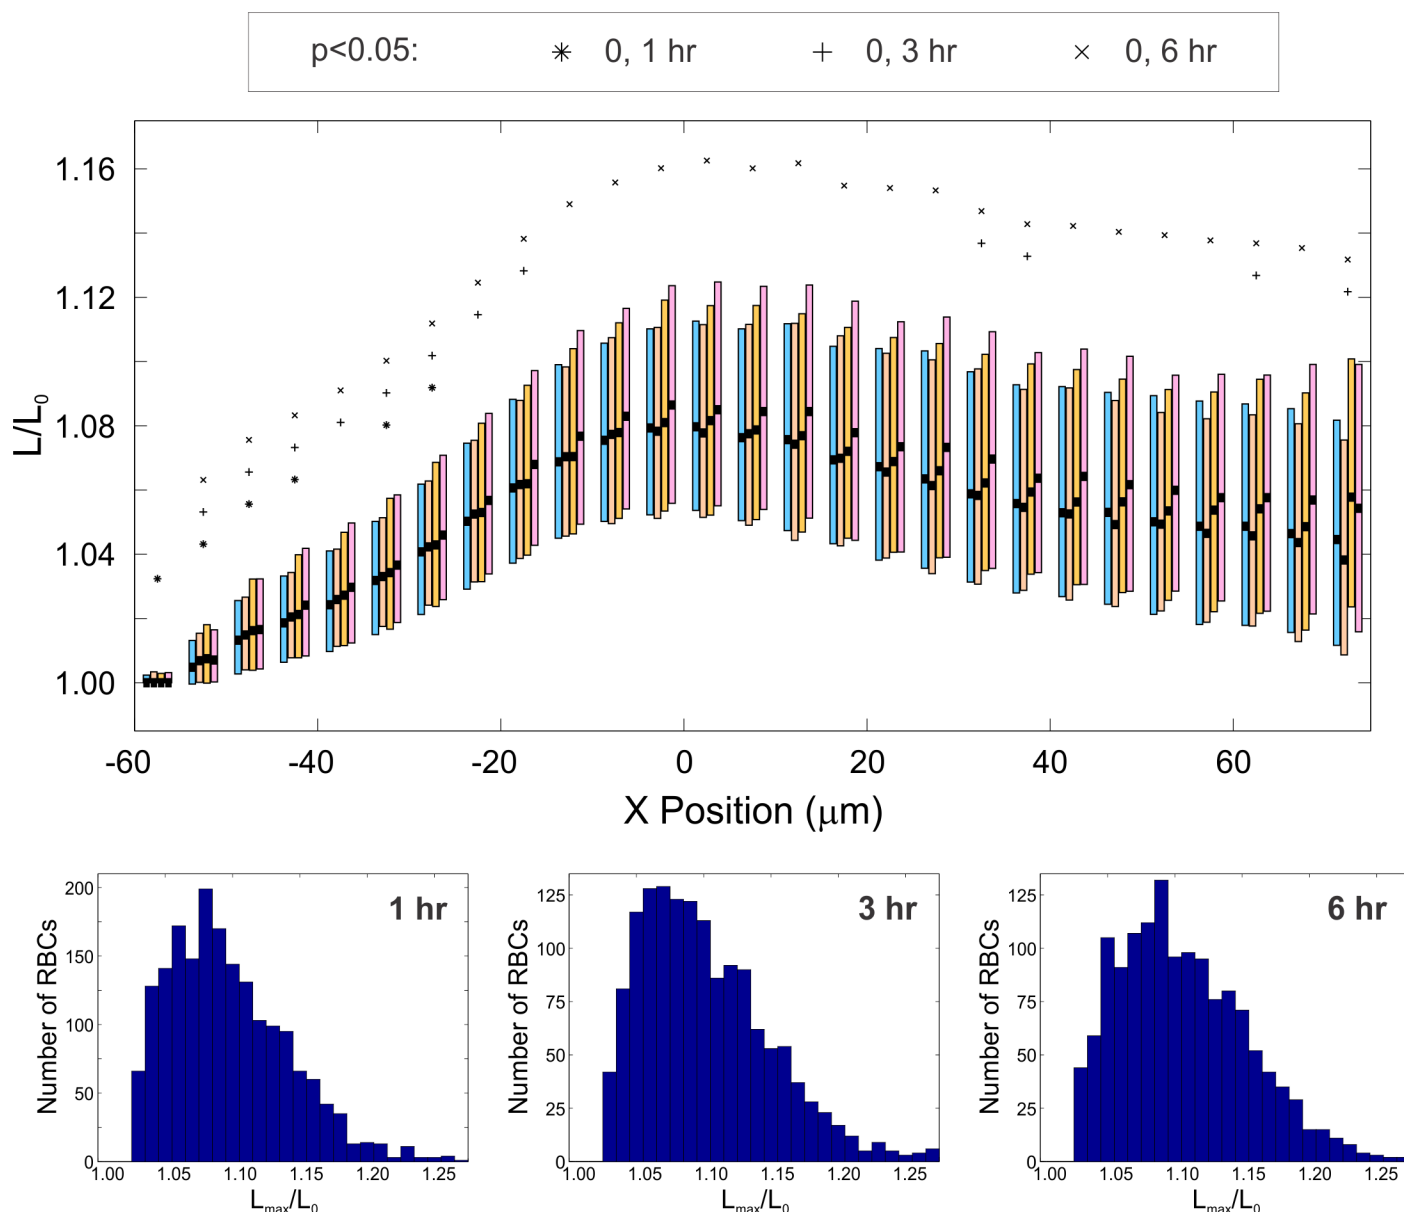 p<0.05: * 0, 1 hr + 0, 3 hr × 0, 6 hr
L/L0
1.16
1.12
1.08
1.04
1.00
-60 -40 -20 0 20 40 60
X Position (μm)
1 hr
Number of RBCs
200
150
100
50
0
1.00 1.05 1.10 1.15 1.20 1.25
Lmax/L0
3 hr
Number of RBCs
125
100
75
50
25
0
1.00 1.05 1.10 1.15 1.20 1.25
Lmax/L0
6 hr
Number of RBCs
125
100
75
50
25
0
1.00 1.05 1.10 1.15 1.20 1.25
Lmax/L0